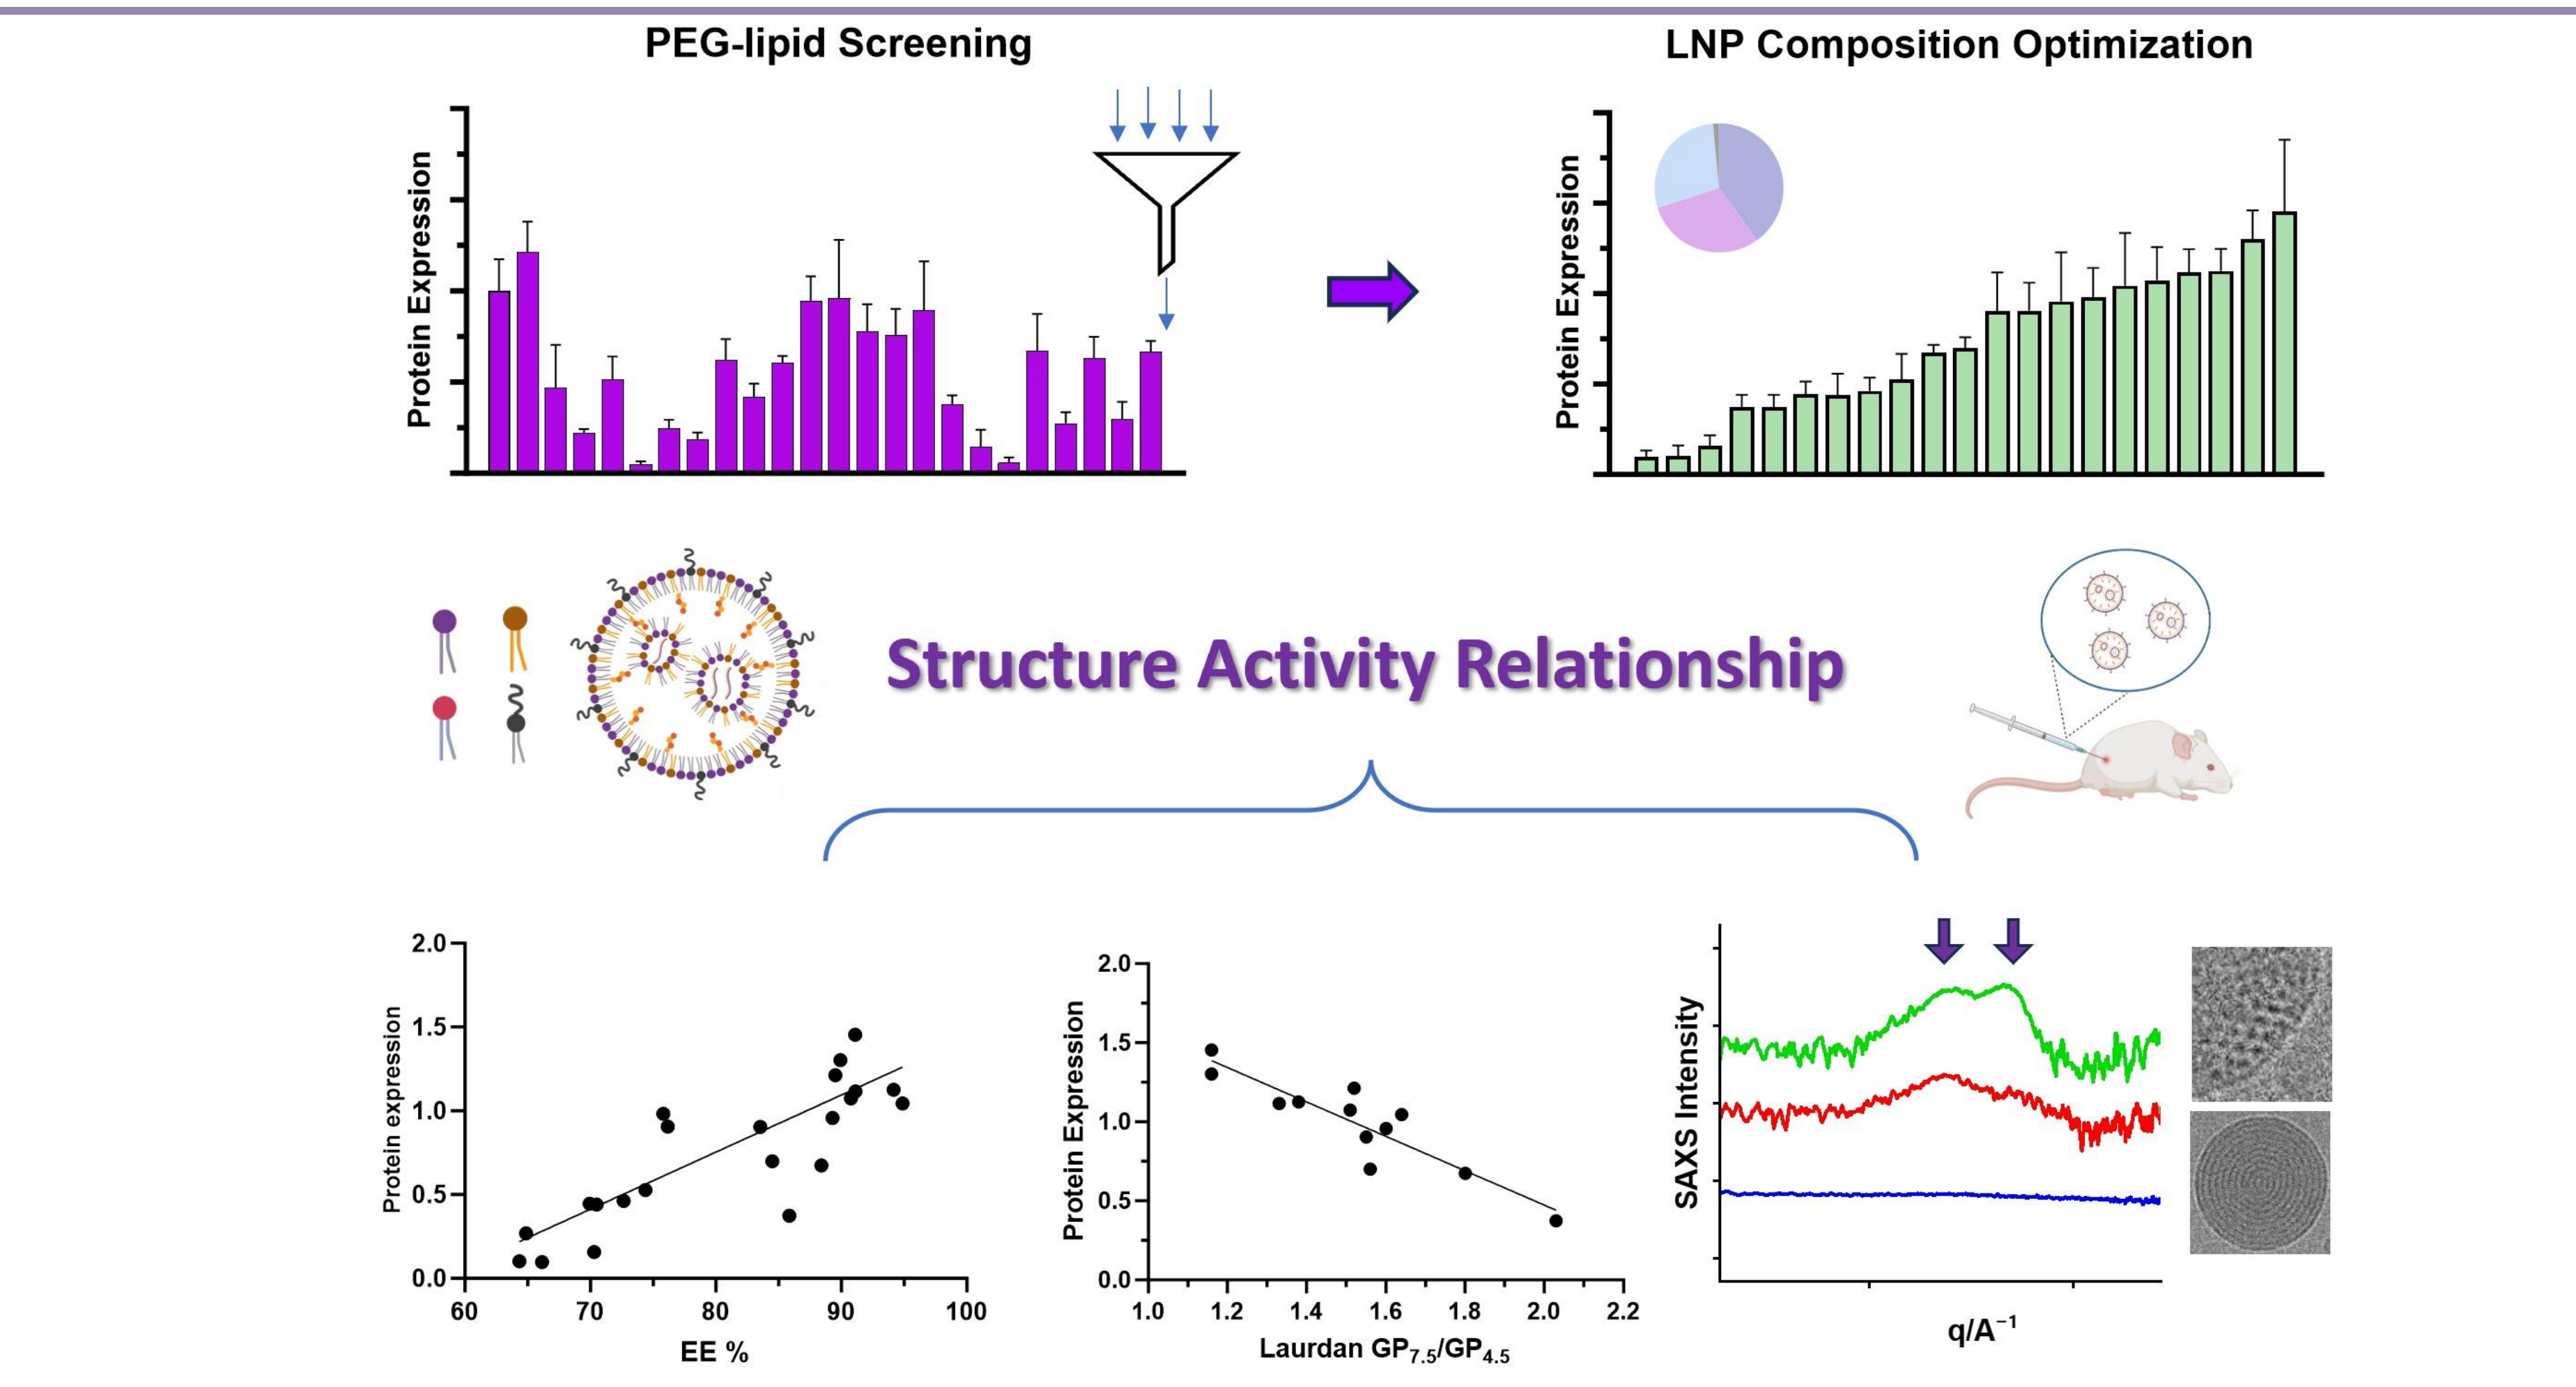 PEG-lipid Screening
LNP Composition Optimization
Protein Expression
Protein Expression
Structure Activity Relationship
Protein expression
2.0
1.5
1.0
0.5
0.0
60 70 80 90 100
EE %
Protein Expression
2.0
1.5
1.0
0.5
0.0
1.0 1.2 1.4 1.6 1.8 2.0 2.2
Laurdan GP7.5/GP4.5
SAXS Intensity
q/A⁻¹